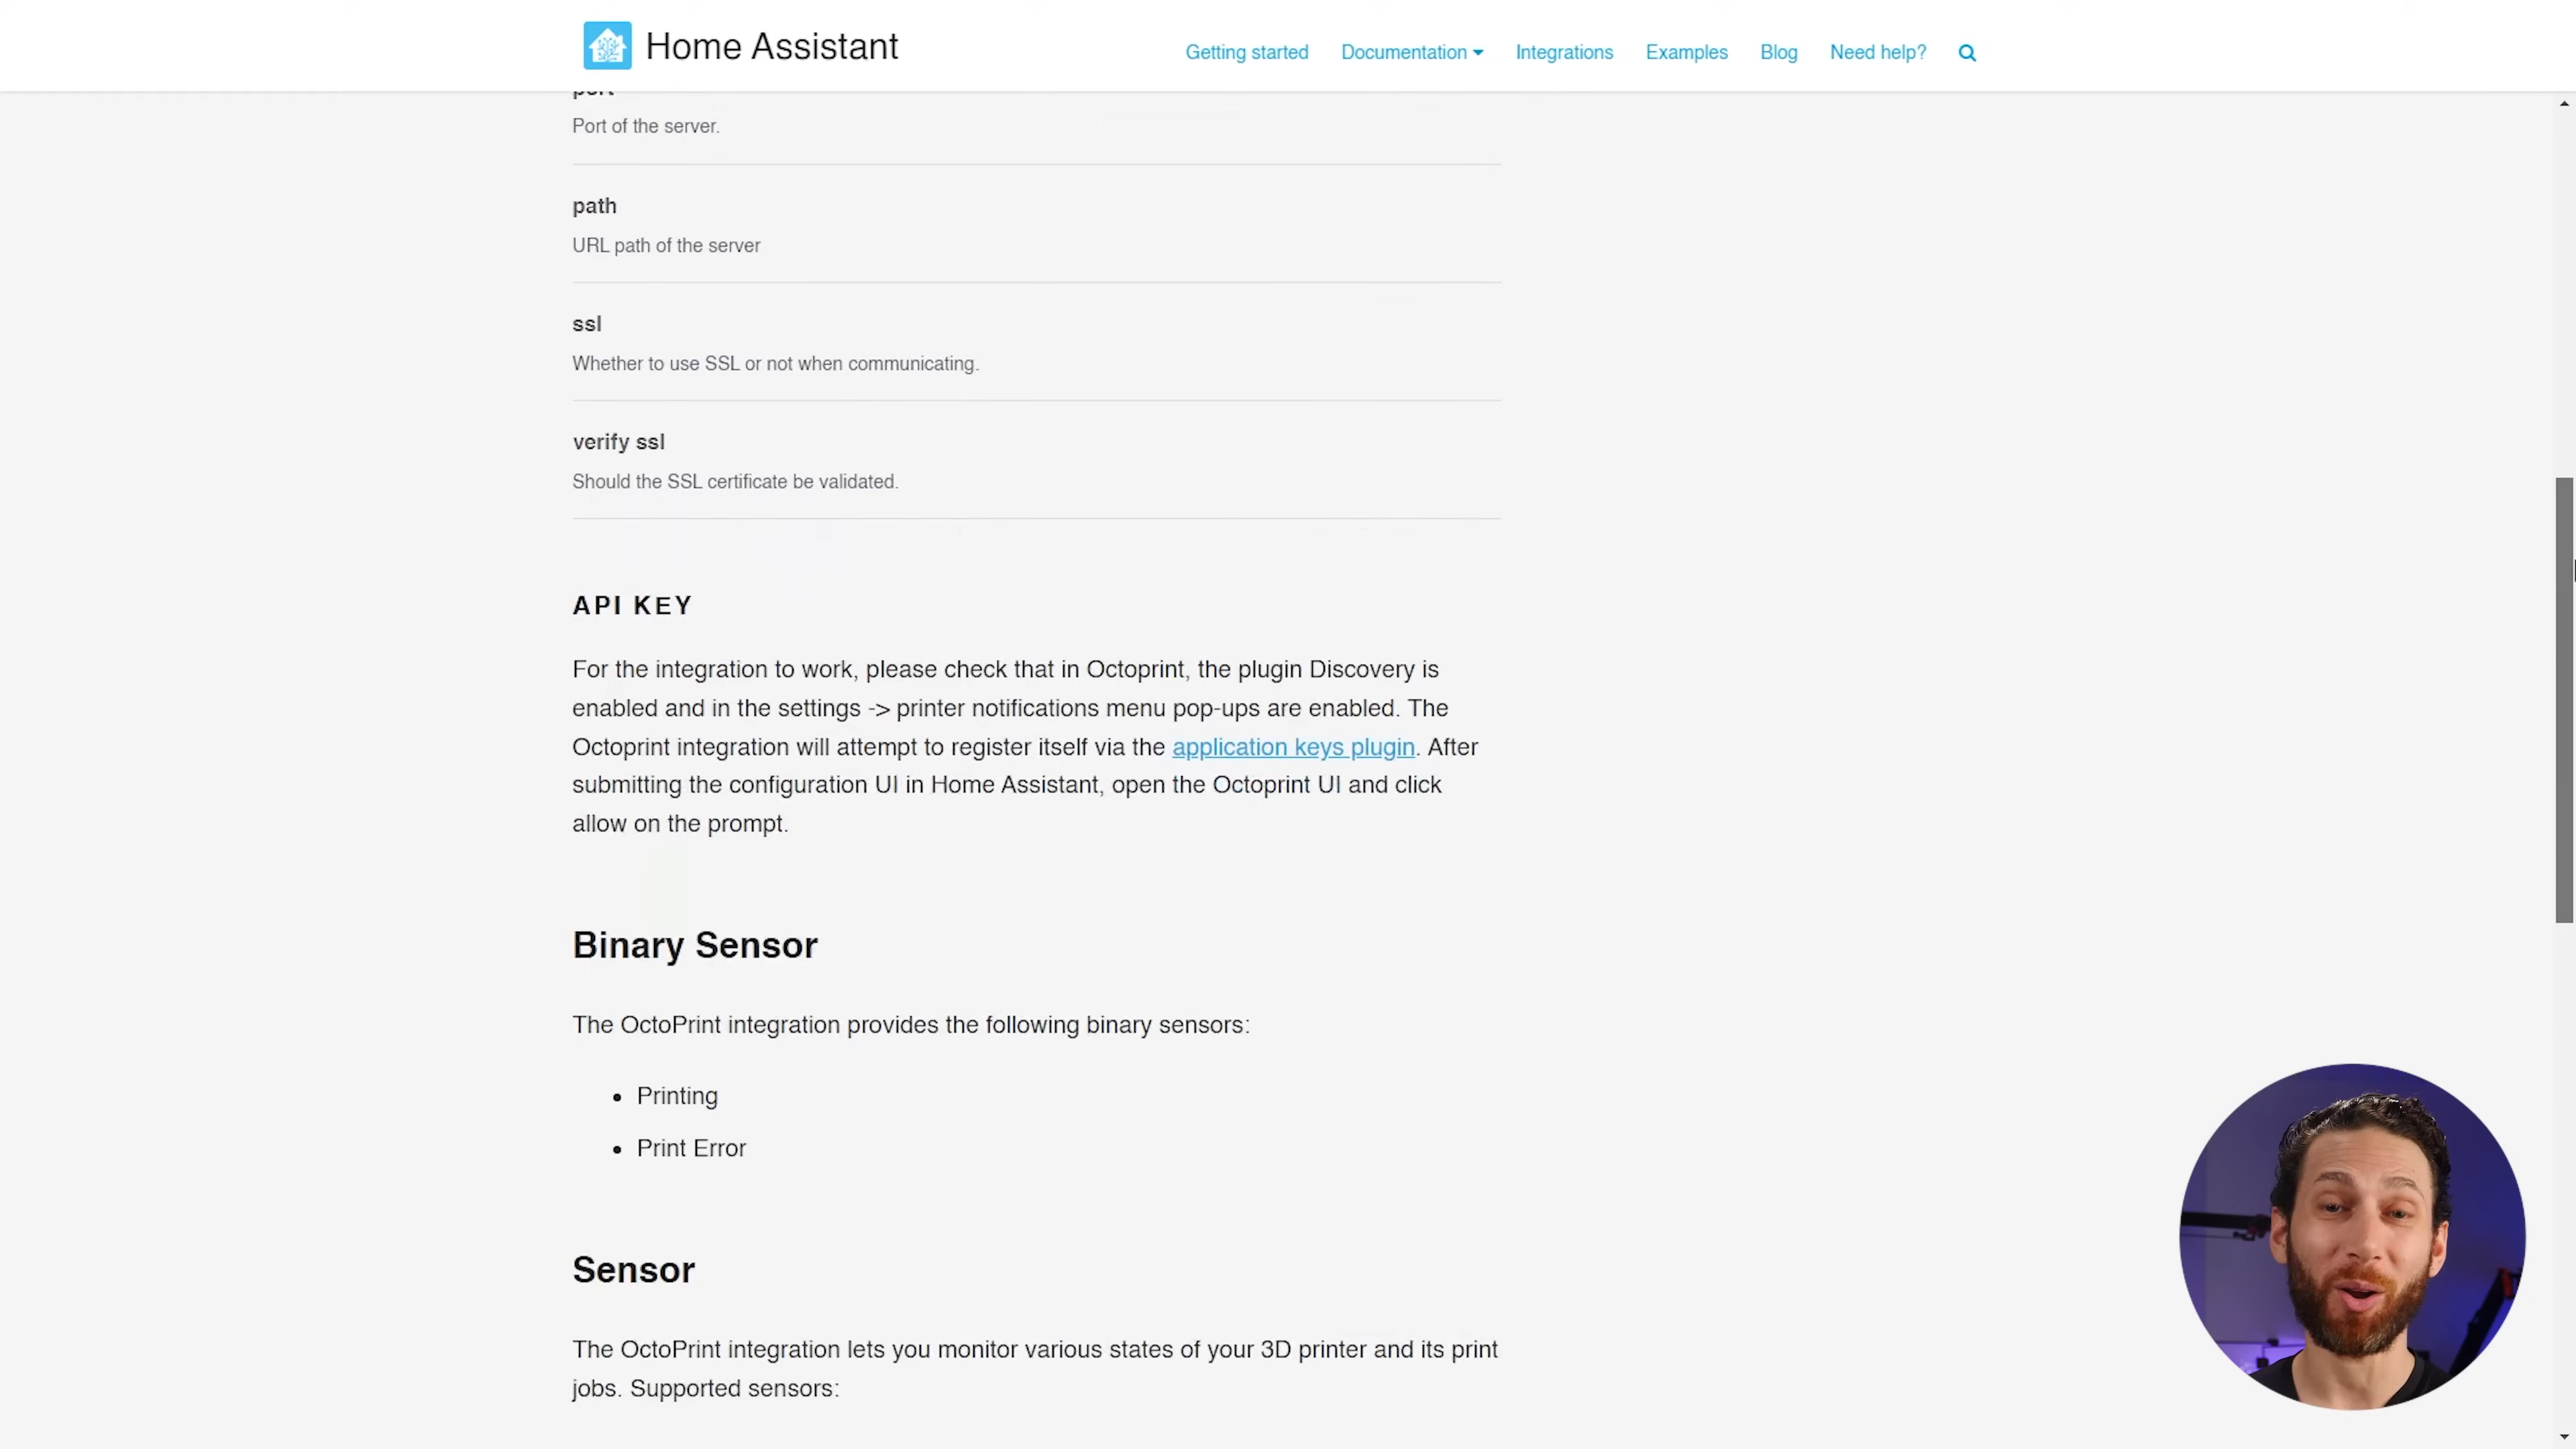 Home Assistant
Getting started Documentation Integrations Examples Blog Need help?
port
Port of the server.
path
URL path of the server
ssl
Whether to use SSL or not when communicating.
verify ssl
Should the SSL certificate be validated.
API KEY
For the integration to work, please check that in Octoprint, the plugin Discovery is
enabled and in the settings -> printer notifications menu pop-ups are enabled. The
Octoprint integration will attempt to register itself via the application keys plugin. After
submitting the configuration UI in Home Assistant, open the Octoprint UI and click
allow on the prompt.
Binary Sensor
The OctoPrint integration provides the following binary sensors:
• Printing
• Print Error
Sensor
The OctoPrint integration lets you monitor various states of your 3D printer and its print
jobs. Supported sensors: